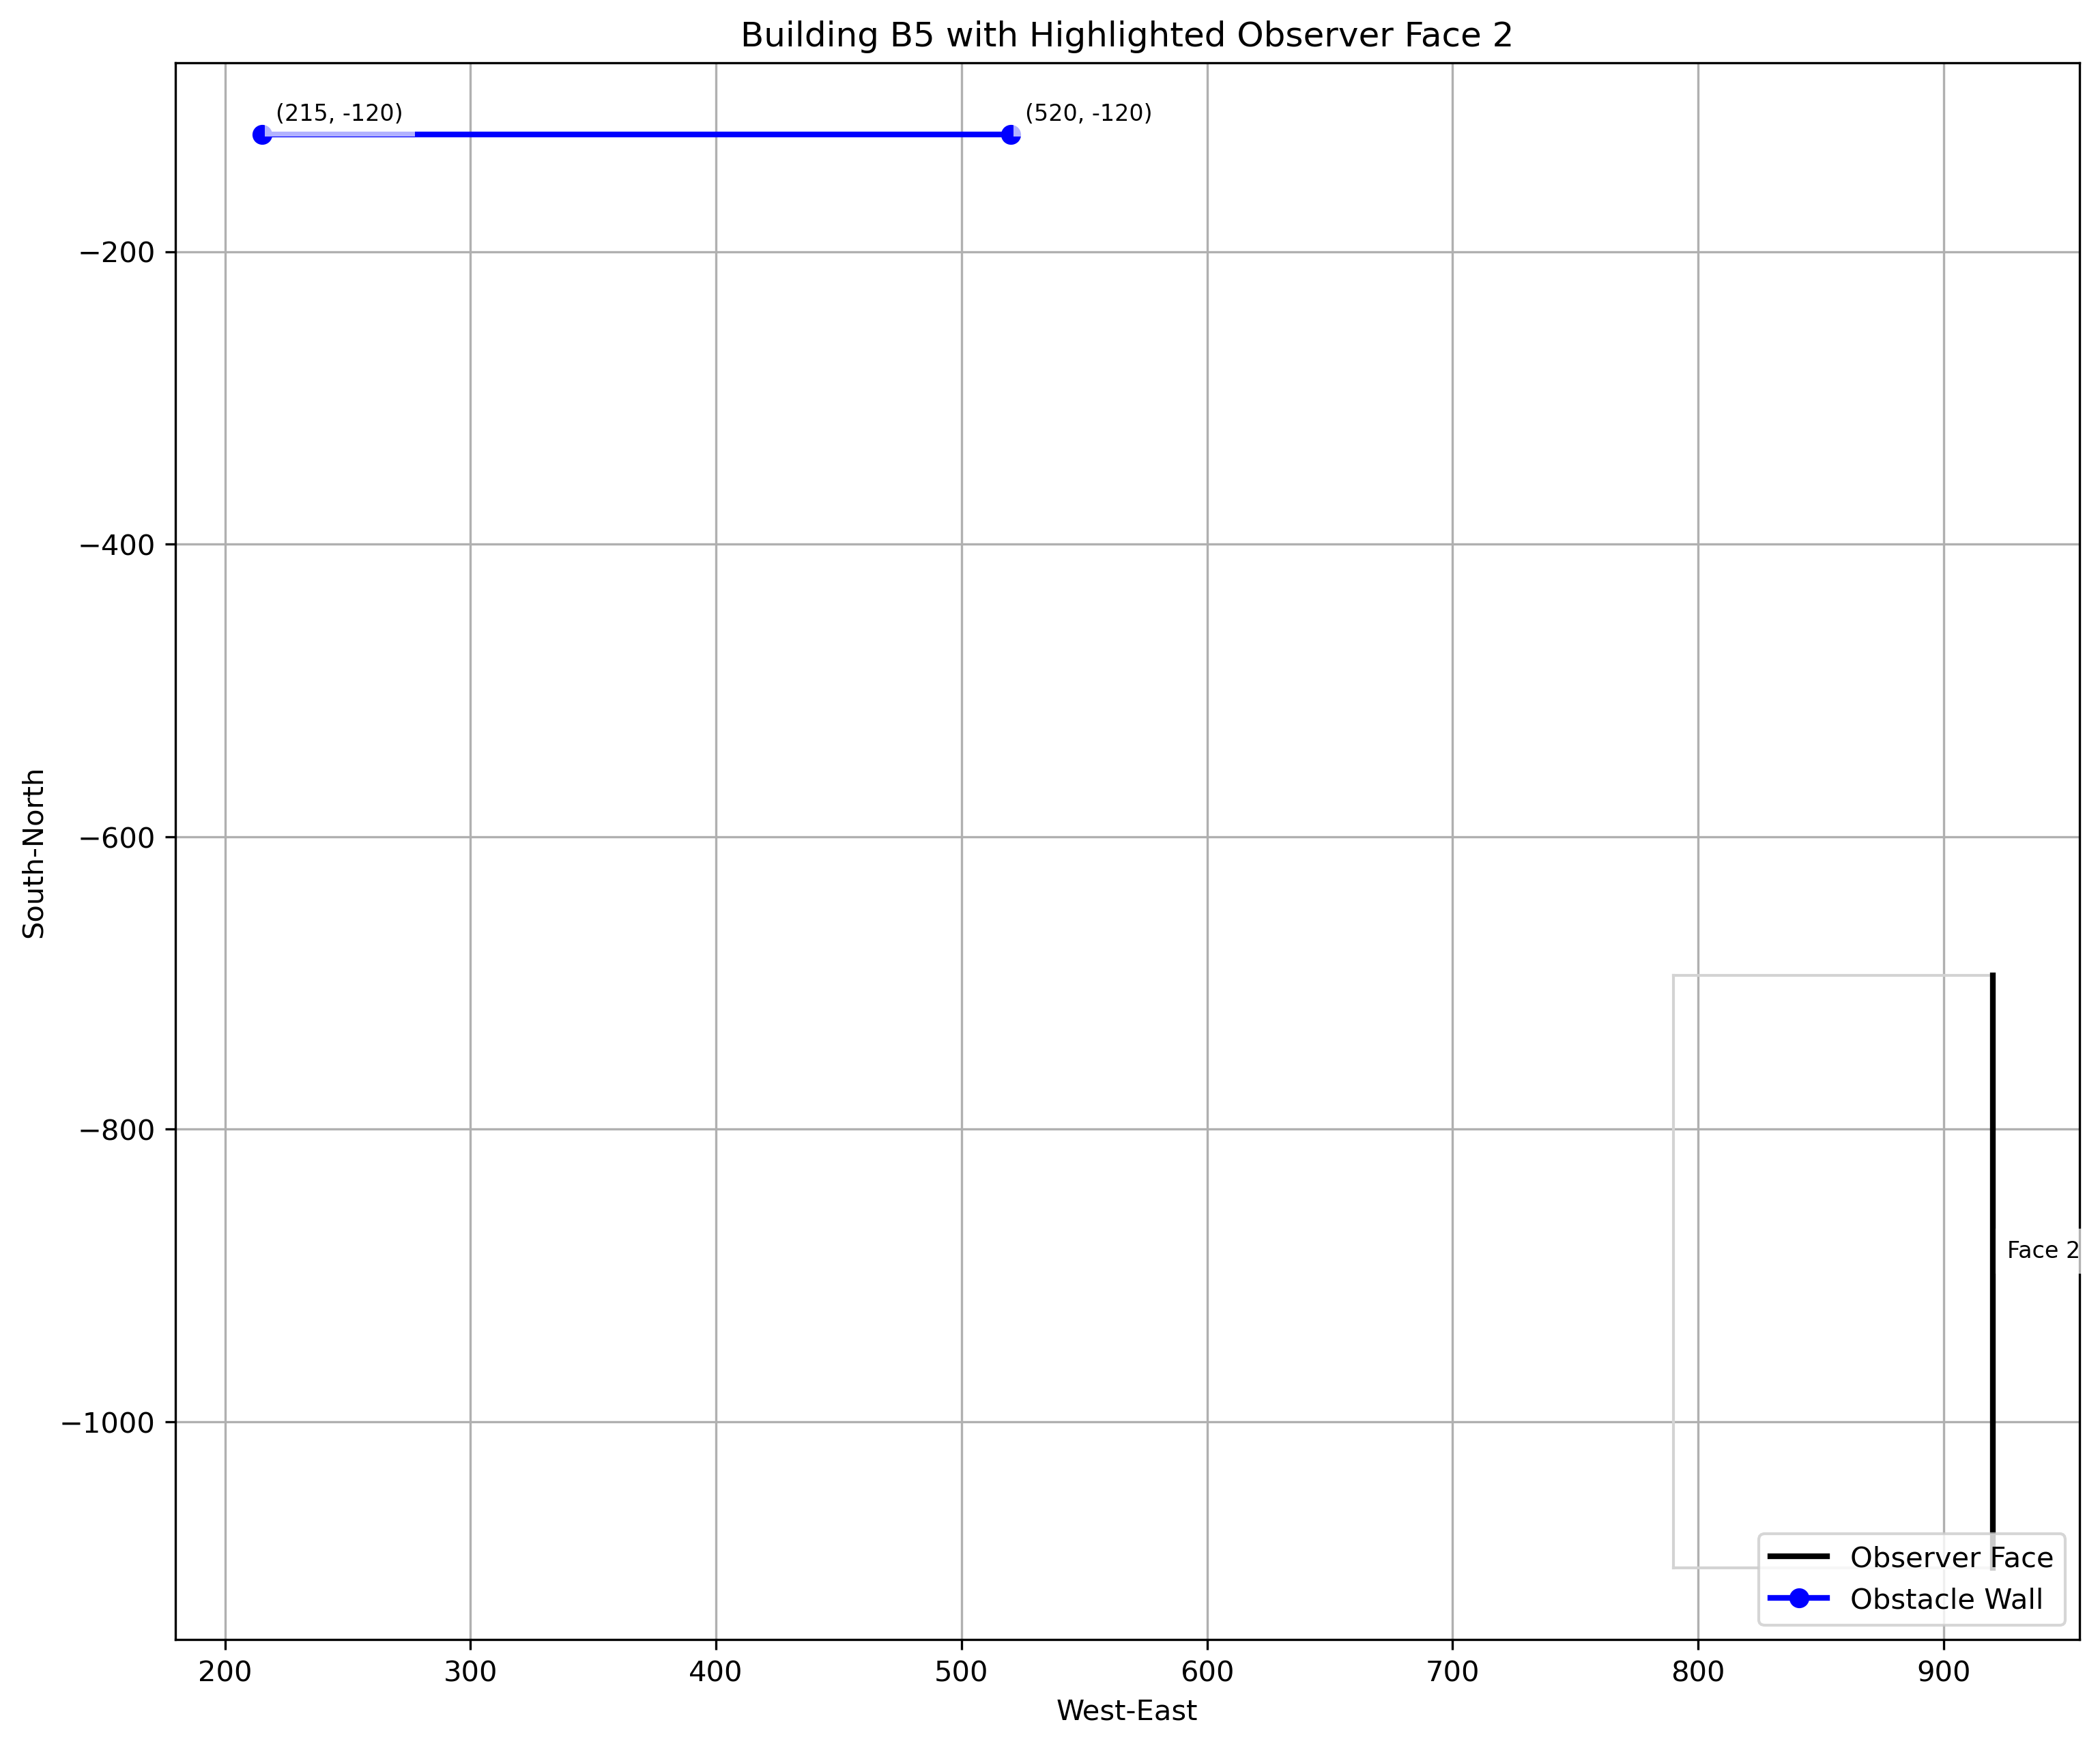 Building B5 with Highlighted Observer Face 2
(215, -120)
(520, -120)
−200
−400
−600
−800
−1000
South-North
Face 2
Observer Face
Obstacle Wall
200
300
400
500
600
700
800
900
West-East